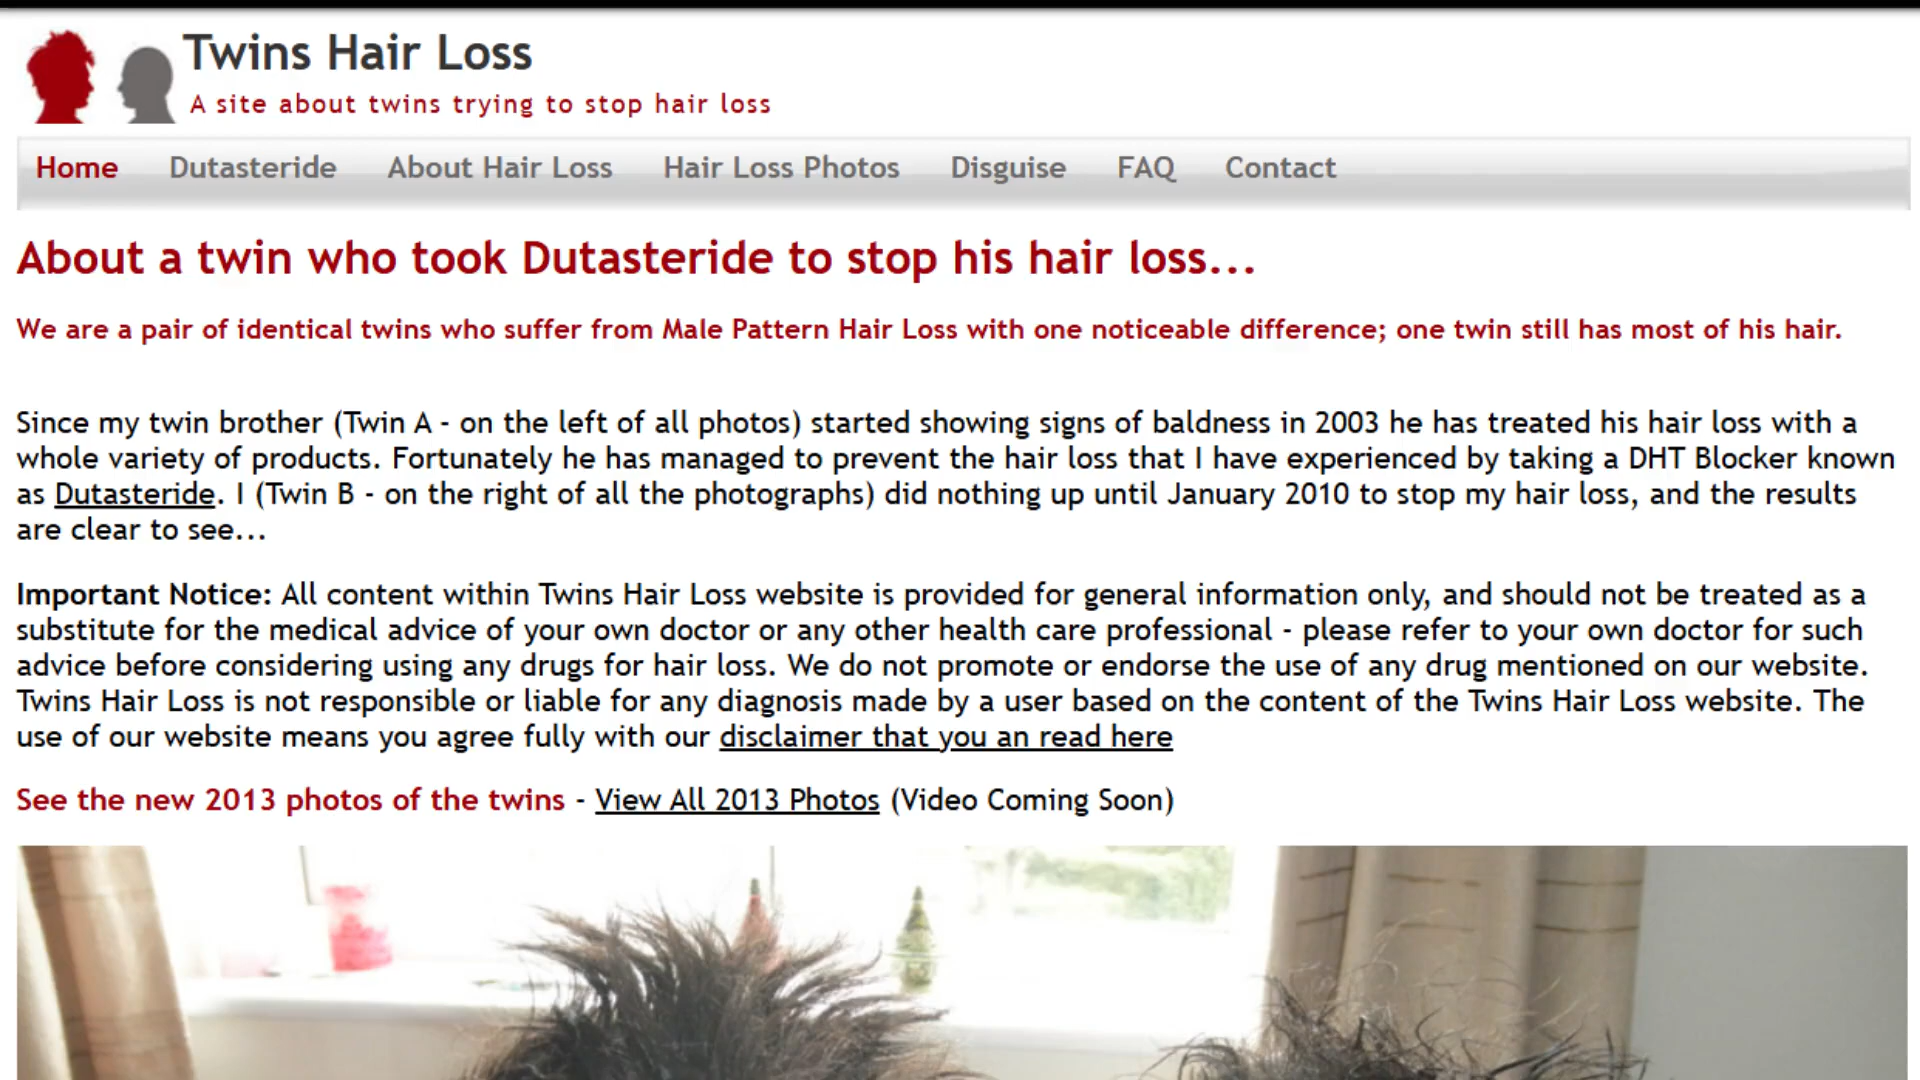 Twins Hair Loss
A site about twins trying to stop hair loss
Home Dutasteride About Hair Loss Hair Loss Photos Disguise FAQ Contact
About a twin who took Dutasteride to stop his hair loss...
We are a pair of identical twins who suffer from Male Pattern Hair Loss with one noticeable difference; one twin still has most of his hair.
Since my twin brother (Twin A - on the left of all photos) started showing signs of baldness in 2003 he has treated his hair loss with a
whole variety of products. Fortunately he has managed to prevent the hair loss that I have experienced by taking a DHT Blocker known
as Dutasteride. I (Twin B - on the right of all the photographs) did nothing up until January 2010 to stop my hair loss, and the results
are clear to see...
Important Notice: All content within Twins Hair Loss website is provided for general information only, and should not be treated as a
substitute for the medical advice of your own doctor or any other health care professional - please refer to your own doctor for such
advice before considering using any drugs for hair loss. We do not promote or endorse the use of any drug mentioned on our website.
Twins Hair Loss is not responsible or liable for any diagnosis made by a user based on the content of the Twins Hair Loss website. The
use of our website means you agree fully with our disclaimer that you an read here
See the new 2013 photos of the twins - View All 2013 Photos (Video Coming Soon)